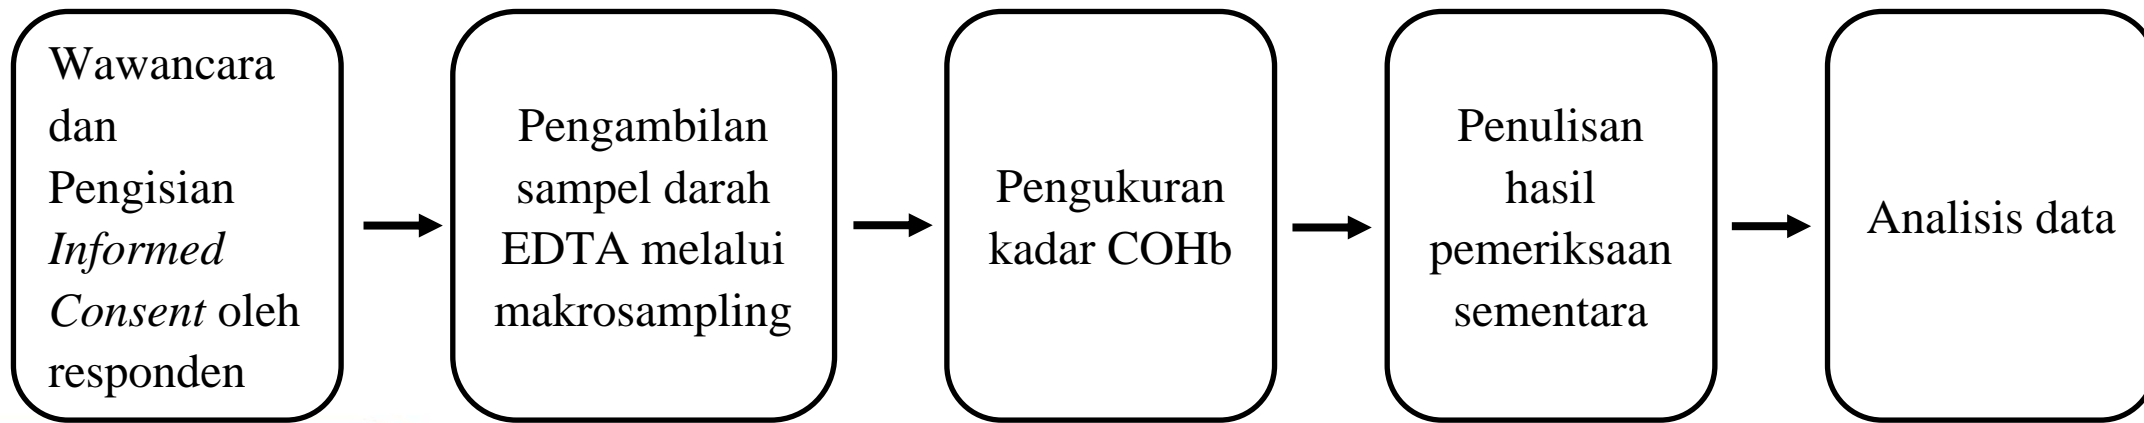 Wawancara
dan
Pengisian
Informed
Consent oleh
responden
Pengambilan
sampel darah
EDTA melalui
makrosampling
Pengukuran
kadar COHb
Penulisan
hasil
pemeriksaan
sementara
Analisis data